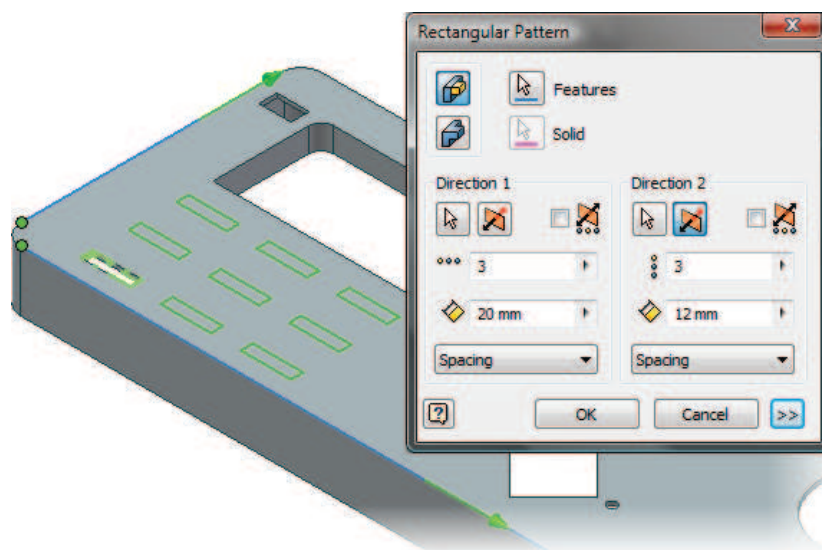 Rectangular Pattern
Features
Solid
Direction 1
Direction 2
3
3
20 mm
12 mm
Spacing
Spacing
OK
Cancel
>>